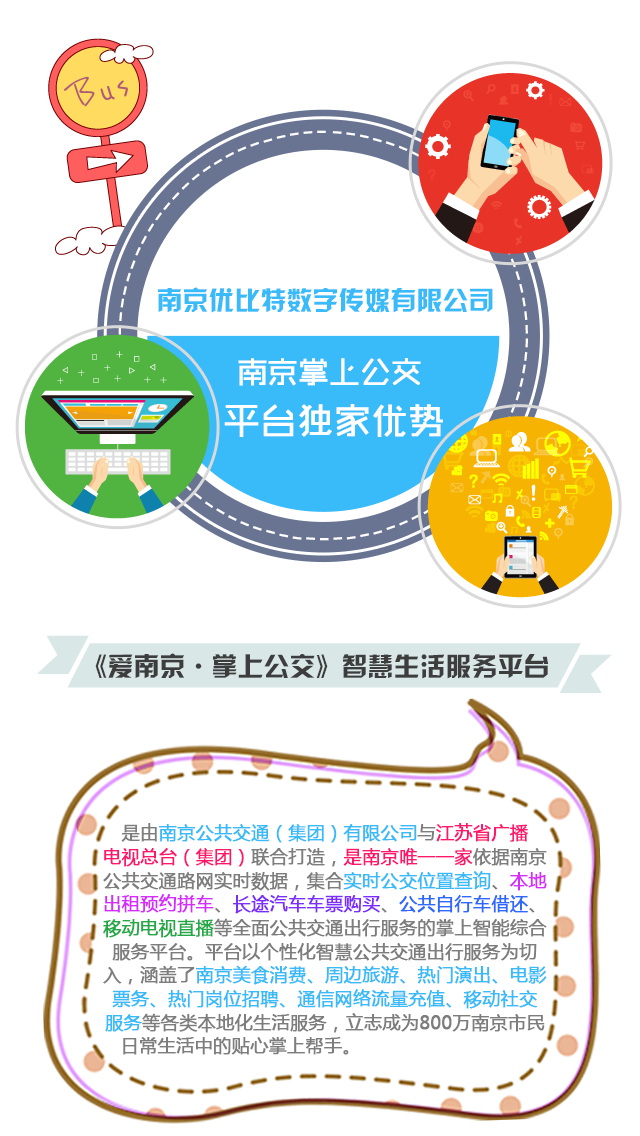 Bus
南京优比特数字传媒有限公司
南京掌上公交
平台独家优势
《爱南京·掌上公交》智慧生活服务平台
是由南京公共交通（集团）有限公司与江苏省广播
电视总台（集团）联合打造，是南京唯一一家依据南京
公共交通路网实时数据，集合实时公交位置查询、本地
出租预约拼车、长途汽车车票购买、公共自行车借还、
移动电视直播等全面公共交通出行服务的掌上智能综合
服务平台。平台以个性化智慧公共交通出行服务为切
入，涵盖了南京美食消费、周边旅游、热门演出、电影
票务、热门岗位招聘、通信网络流量充值、移动社交
服务等各类本地化生活服务，立志成为800万南京市民
日常生活中的贴心掌上帮手。